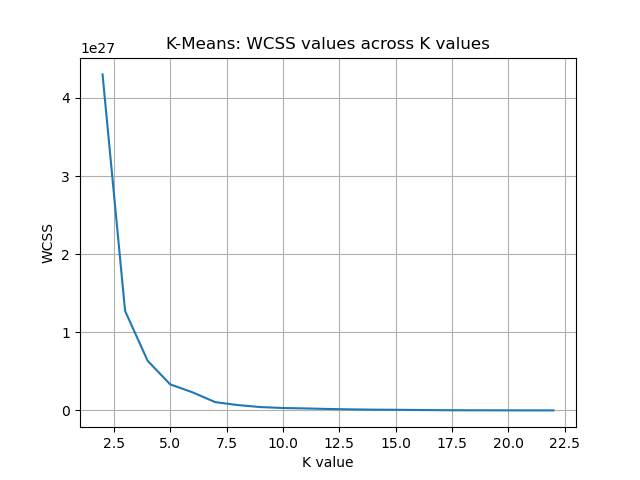 K-Means: WCSS values across K values
1e27
4
3
2
1
0
WCSS
2.5 5.0 7.5 10.0 12.5 15.0 17.5 20.0 22.5
K value